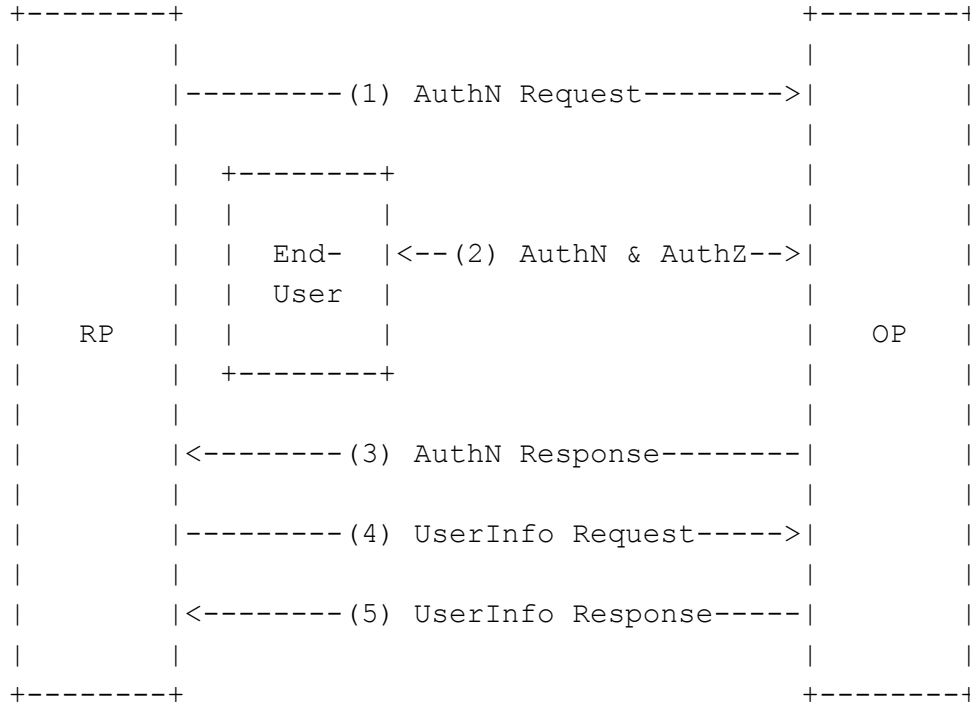 (1) AuthN Request
End-
(2) AuthN & AuthZ
User
RP
OP
(3) AuthN Response
(4) UserInfo Request
(5) UserInfo Response